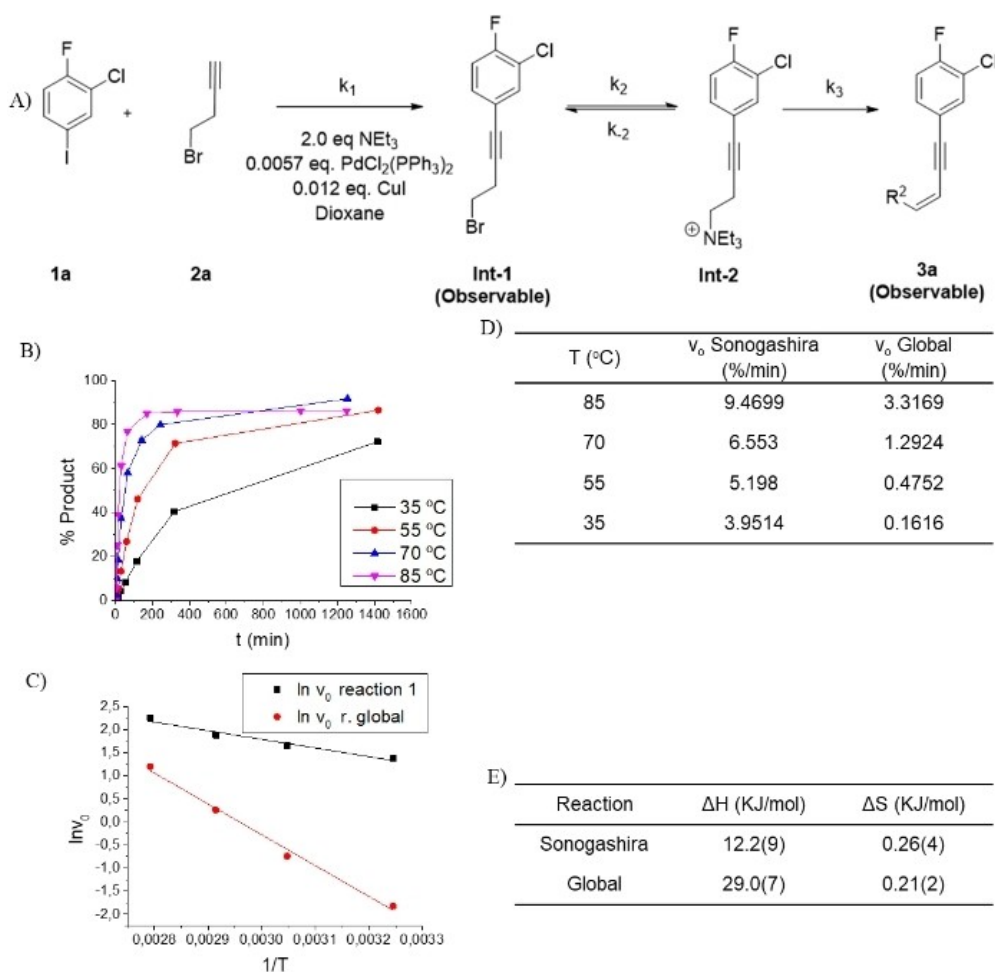 A)
F
Cl
I
1a
+
Br
2a
k1
2.0 eq NEt3
0.0057 eq. PdCl2(PPh3)2
0.012 eq. CuI
Dioxane
F
Cl
Br
Int-1
(Observable)
k2
k-2
F
Cl
⊕
NEt3
Int-2
k3
F
Cl
R2
3a
(Observable)
B)
% Product
100
80
60
40
20
0
0 200 400 600 800 1000 1200 1400 1600
t (min)
35 ºC
55 ºC
70 ºC
85 ºC
C)
ln v0 reaction 1
ln v0 r. global
lnv0
2,5
2,0
1,5
1,0
0,5
0,0
-0,5
-1,0
-1,5
-2,0
0,0028 0,0029 0,0030 0,0031 0,0032 0,0033
1/T
D)
T (ºC) vo Sonogashira (%/min) vo Global (%/min)
85 9.4699 3.3169
70 6.553 1.2924
55 5.198 0.4752
35 3.9514 0.1616
E)
Reaction ΔH (KJ/mol) ΔS (KJ/mol)
Sonogashira 12.2(9) 0.26(4)
Global 29.0(7) 0.21(2)